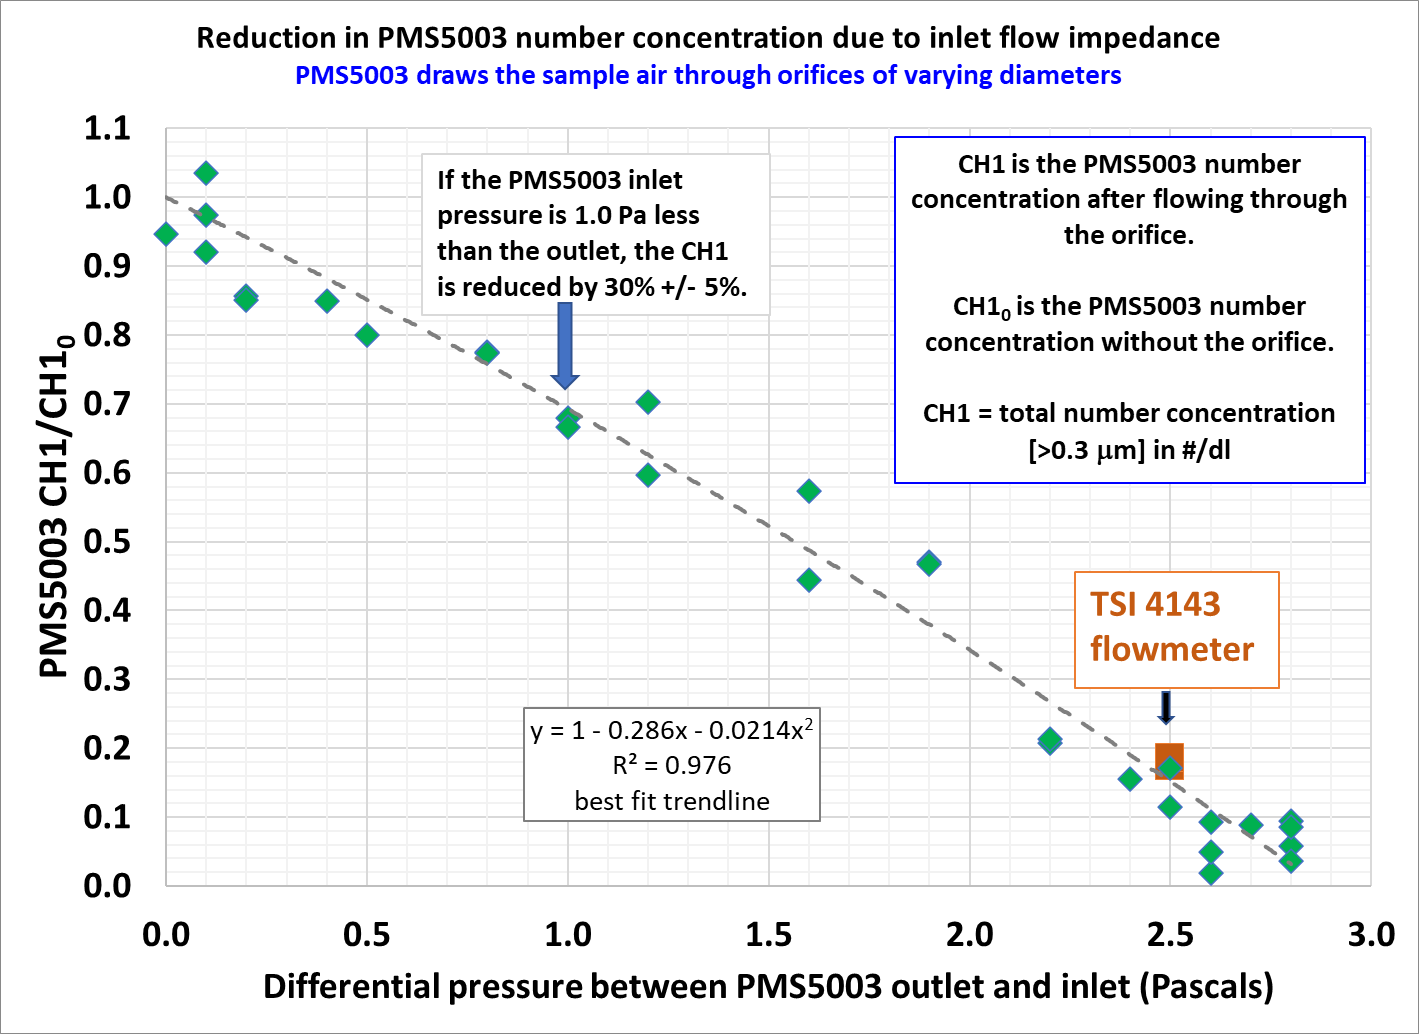 Reduction in PMS5003 number concentration due to inlet flow impedance
PMS5003 draws the sample air through orifices of varying diameters
1.1
1.0
0.9
0.8
0.7
0.6
0.5
0.4
0.3
0.2
0.1
0.0
PMS5003 CH1/CH1₀
If the PMS5003 inlet
pressure is 1.0 Pa less
than the outlet, the CH1
is reduced by 30% +/- 5%.
CH1 is the PMS5003 number
concentration after flowing through
the orifice.
CH1₀ is the PMS5003 number
concentration without the orifice.
CH1 = total number concentration
[>0.3 μm] in #/dl
TSI 4143
flowmeter
y = 1 - 0.286x - 0.0214x²
R² = 0.976
best fit trendline
0.0 0.5 1.0 1.5 2.0 2.5 3.0
Differential pressure between PMS5003 outlet and inlet (Pascals)